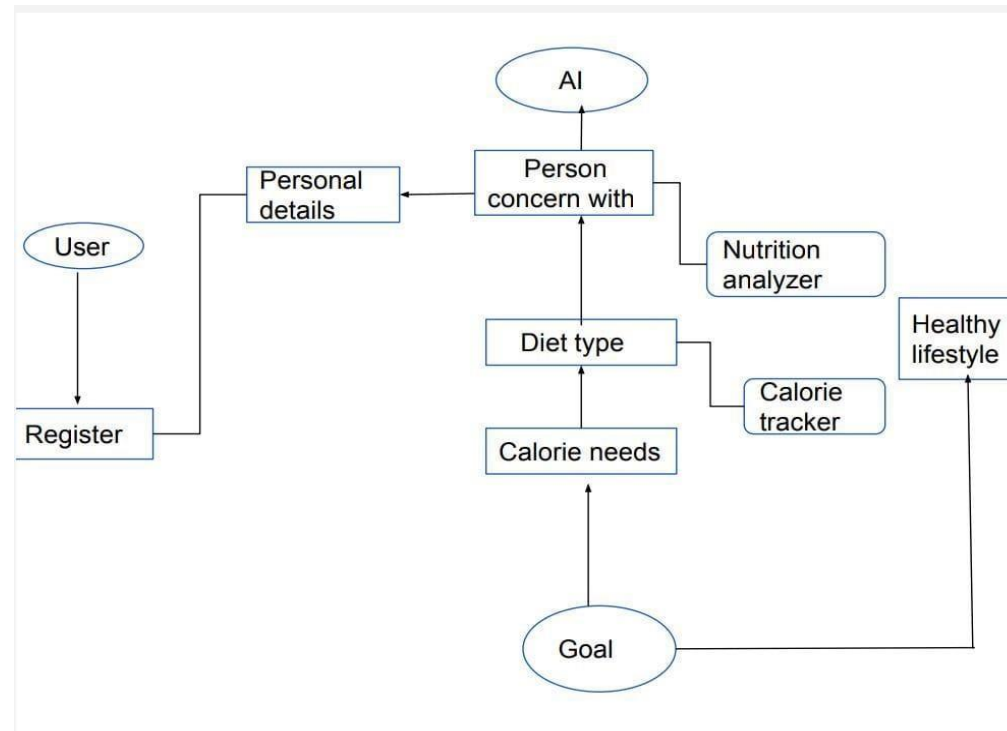 AI
Person
concern with
Personal
details
User
Nutrition
analyzer
Healthy
lifestyle
Diet type
Calorie
tracker
Register
Calorie needs
Goal